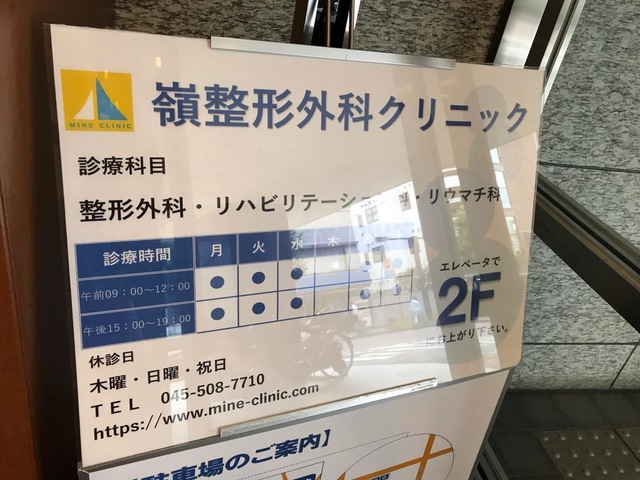 MINE CLINIC
嶺整形外科クリニック
診療科目
整形外科・リハビリテーション科・リウマチ科
診療時間 月 火 水 木
午前09：00〜12：00 ● ● ● ● ●
午後15：00〜19：00 ● ● ● ●
エレベータで
2F
にお上がり下さい。
休診日
木曜・日曜・祝日
TEL 045-508-7710
https://www.mine-clinic.com
駐車場のご案内】